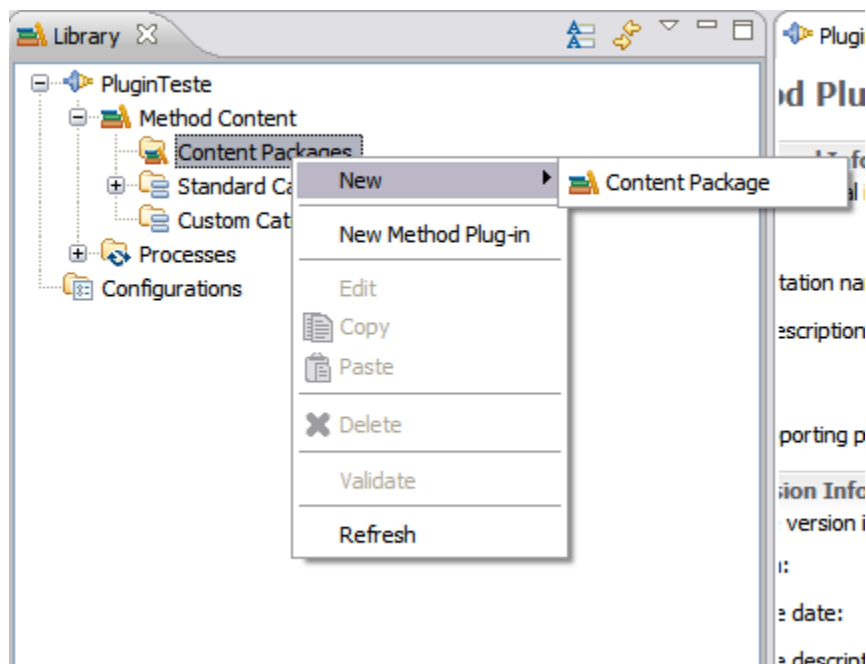 Library
PluginTeste
Method Content
Content Packages
Standard Ca
Custom Cat
Processes
Configurations
New
New Method Plug-in
Edit
Copy
Paste
Delete
Validate
Refresh
Content Package
Plugi
d Plu
tation na
escription
porting p
sion Info
version i
e date:
e descript